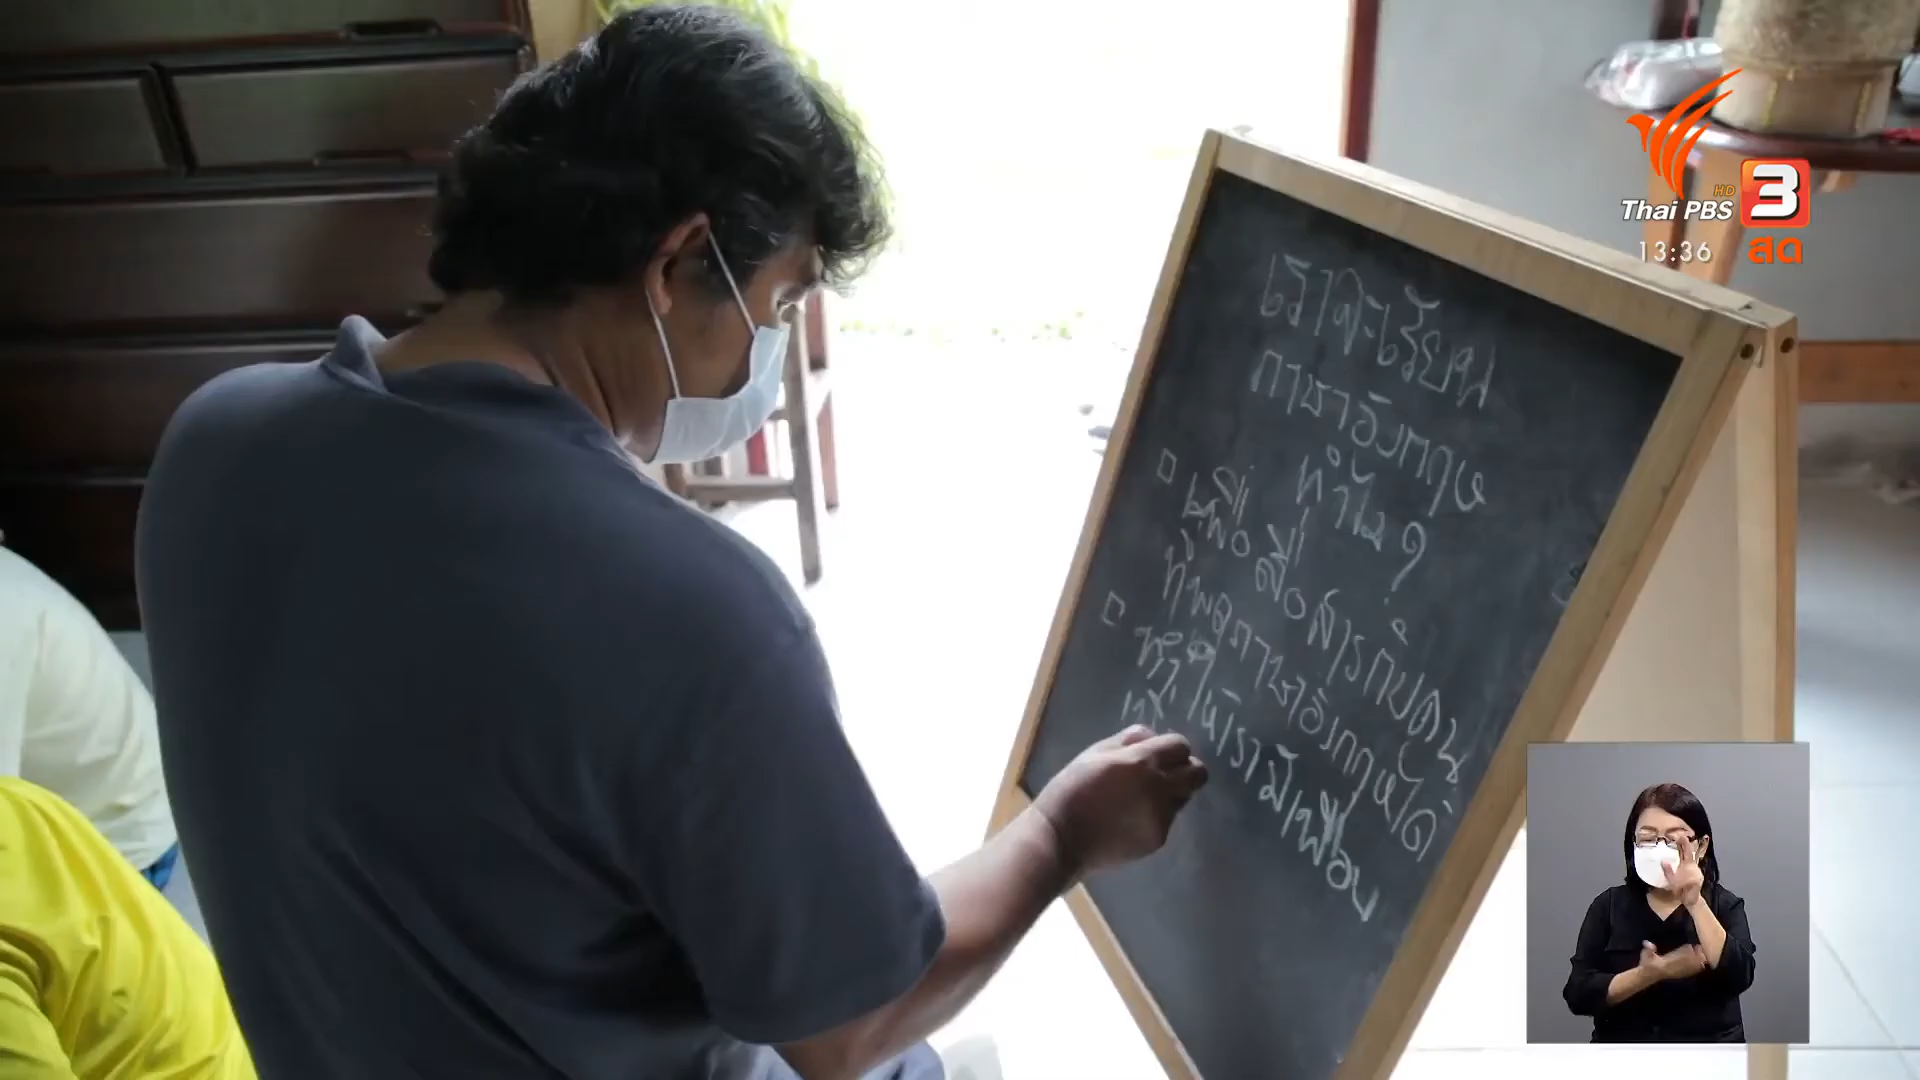 เราจะเรียน
ภาษาอังกฤษ
ทำไม ?
เพื่อสื่อสารกับคน
ที่พูดภาษาอังกฤษได้
ทำให้เรามีเพื่อน
Thai PBS HD 3
13:36 สด